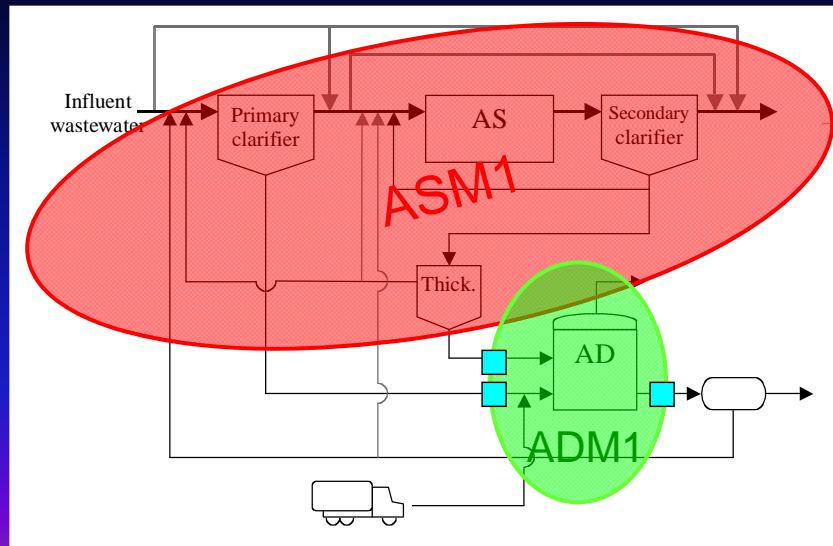 Influent
wastewater
Primary
clarifier
AS
Secondary
clarifier
ASM1
Thick.
AD
ADM1